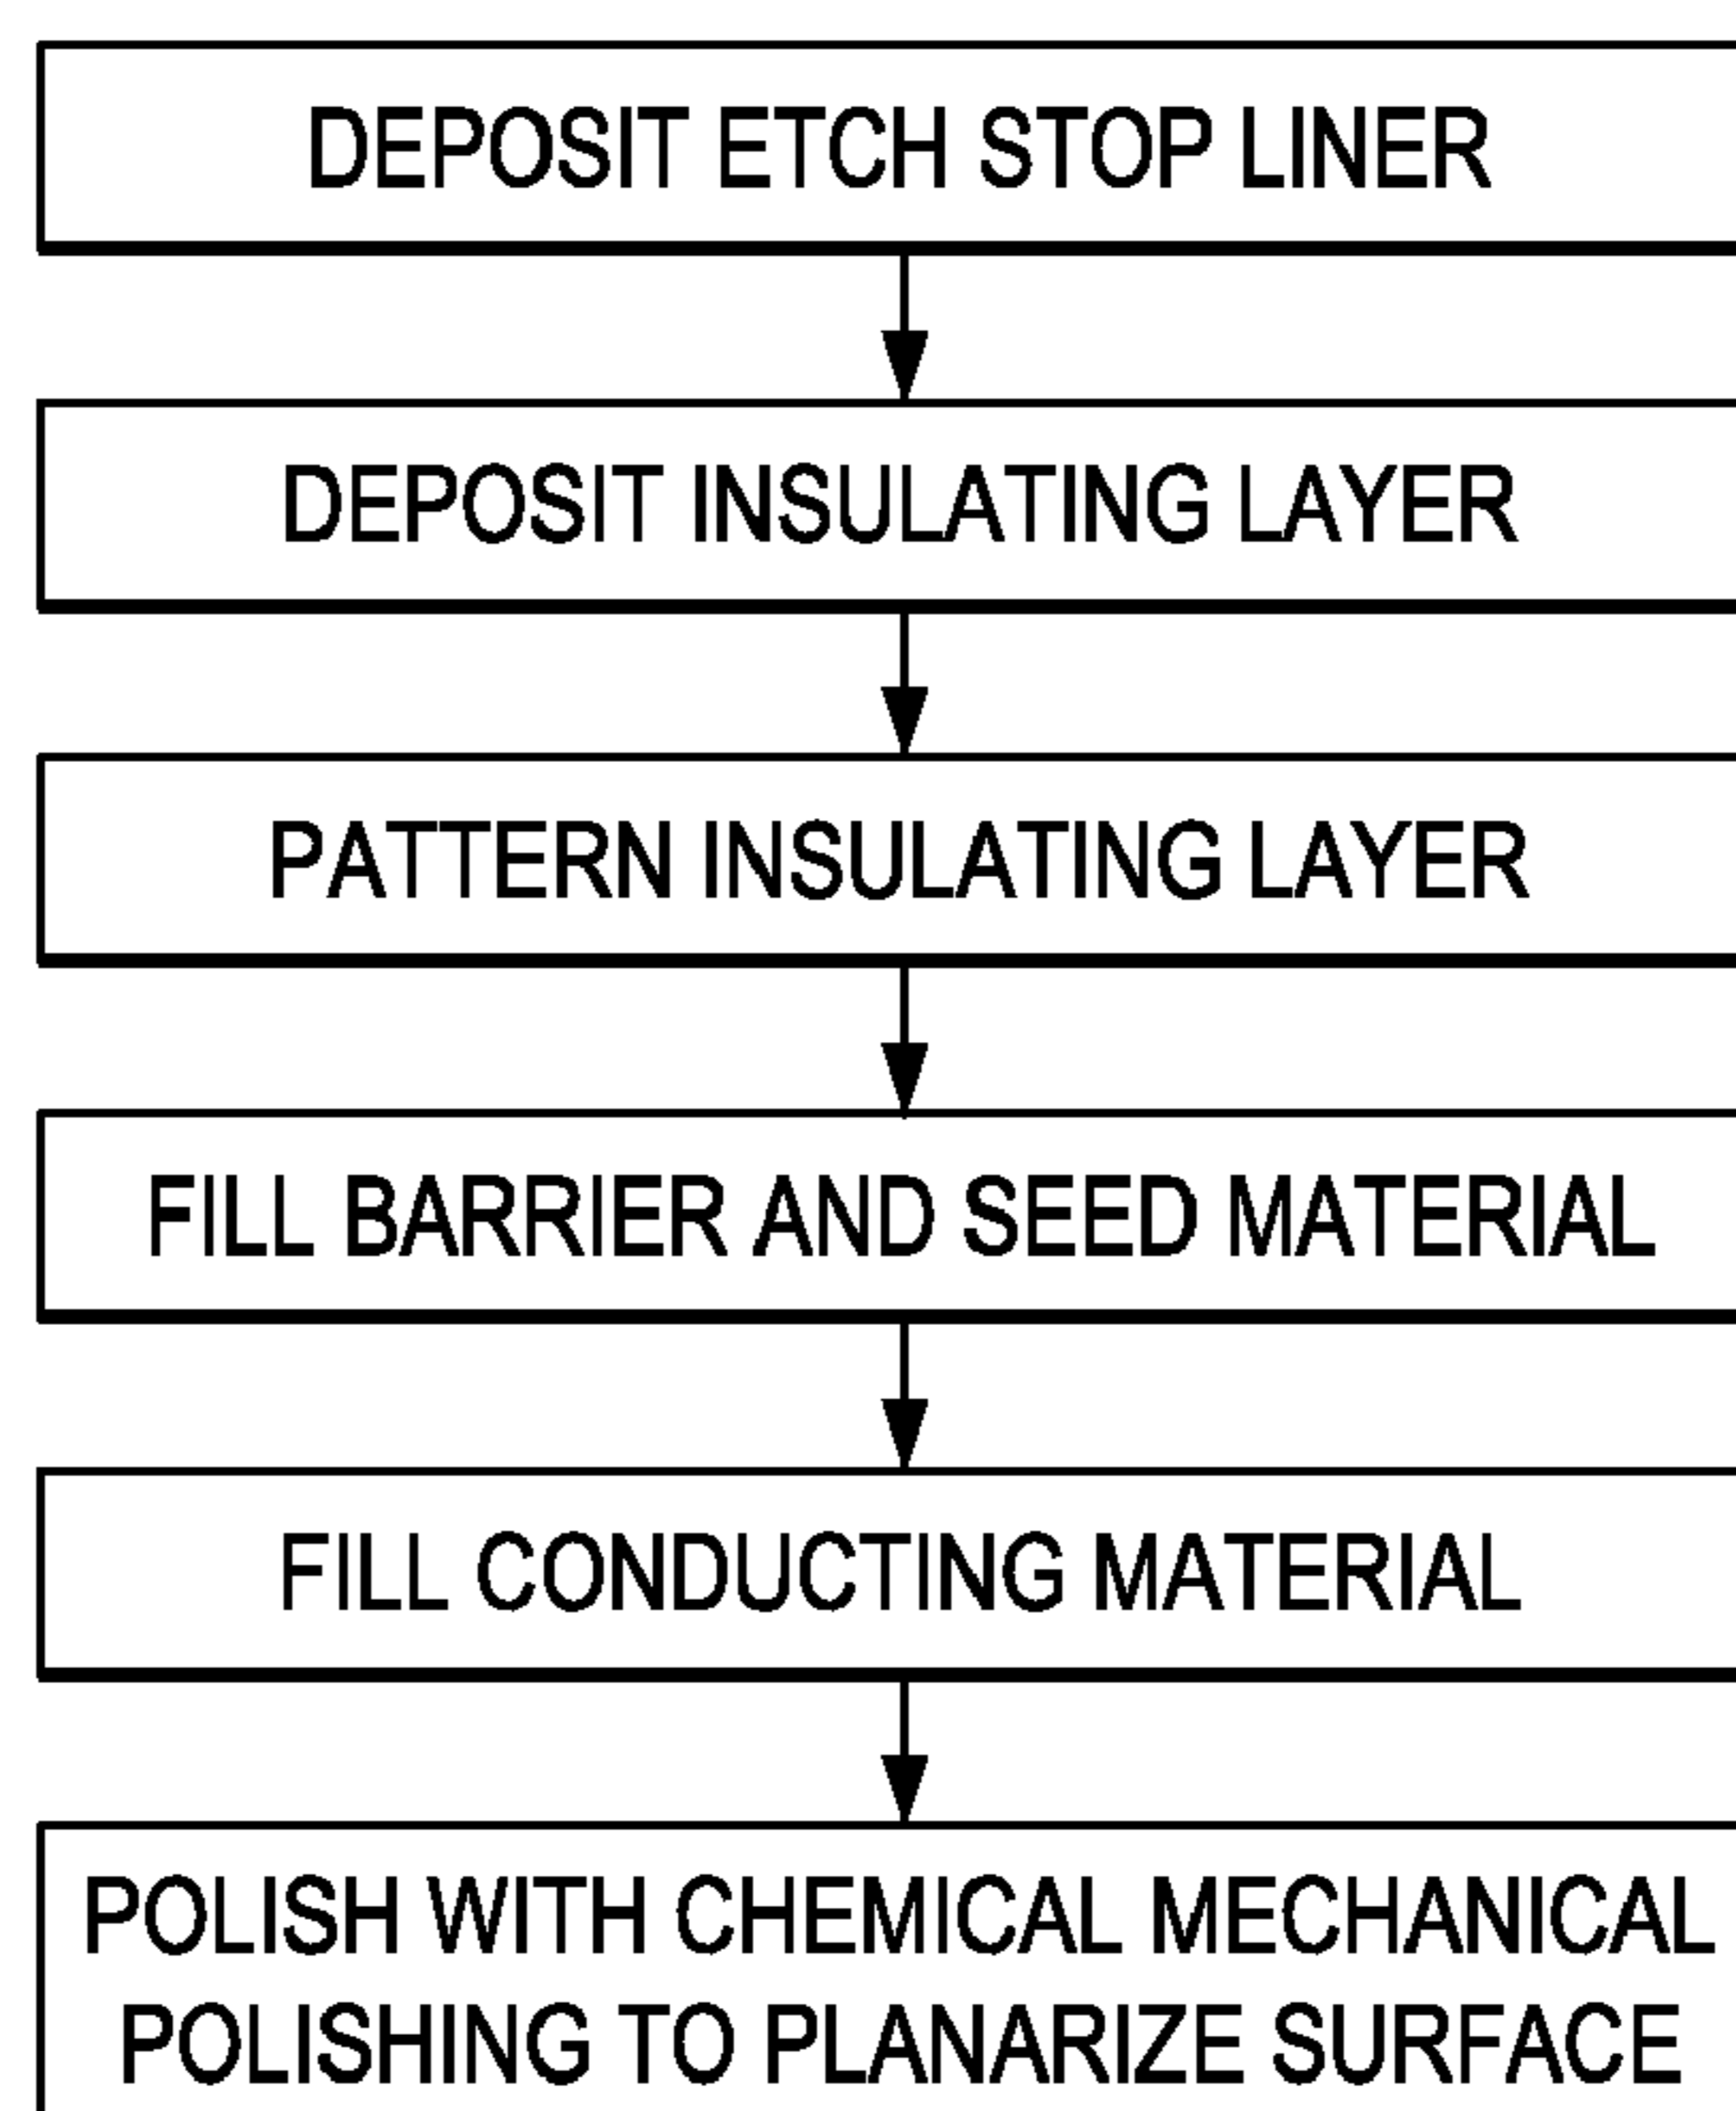 DEPOSIT ETCH STOP LINER
DEPOSIT INSULATING LAYER
PATTERN INSULATING LAYER
FILL BARRIER AND SEED MATERIAL
FILL CONDUCTING MATERIAL
POLISH WITH CHEMICAL MECHANICAL
POLISHING TO PLANARIZE SURFACE